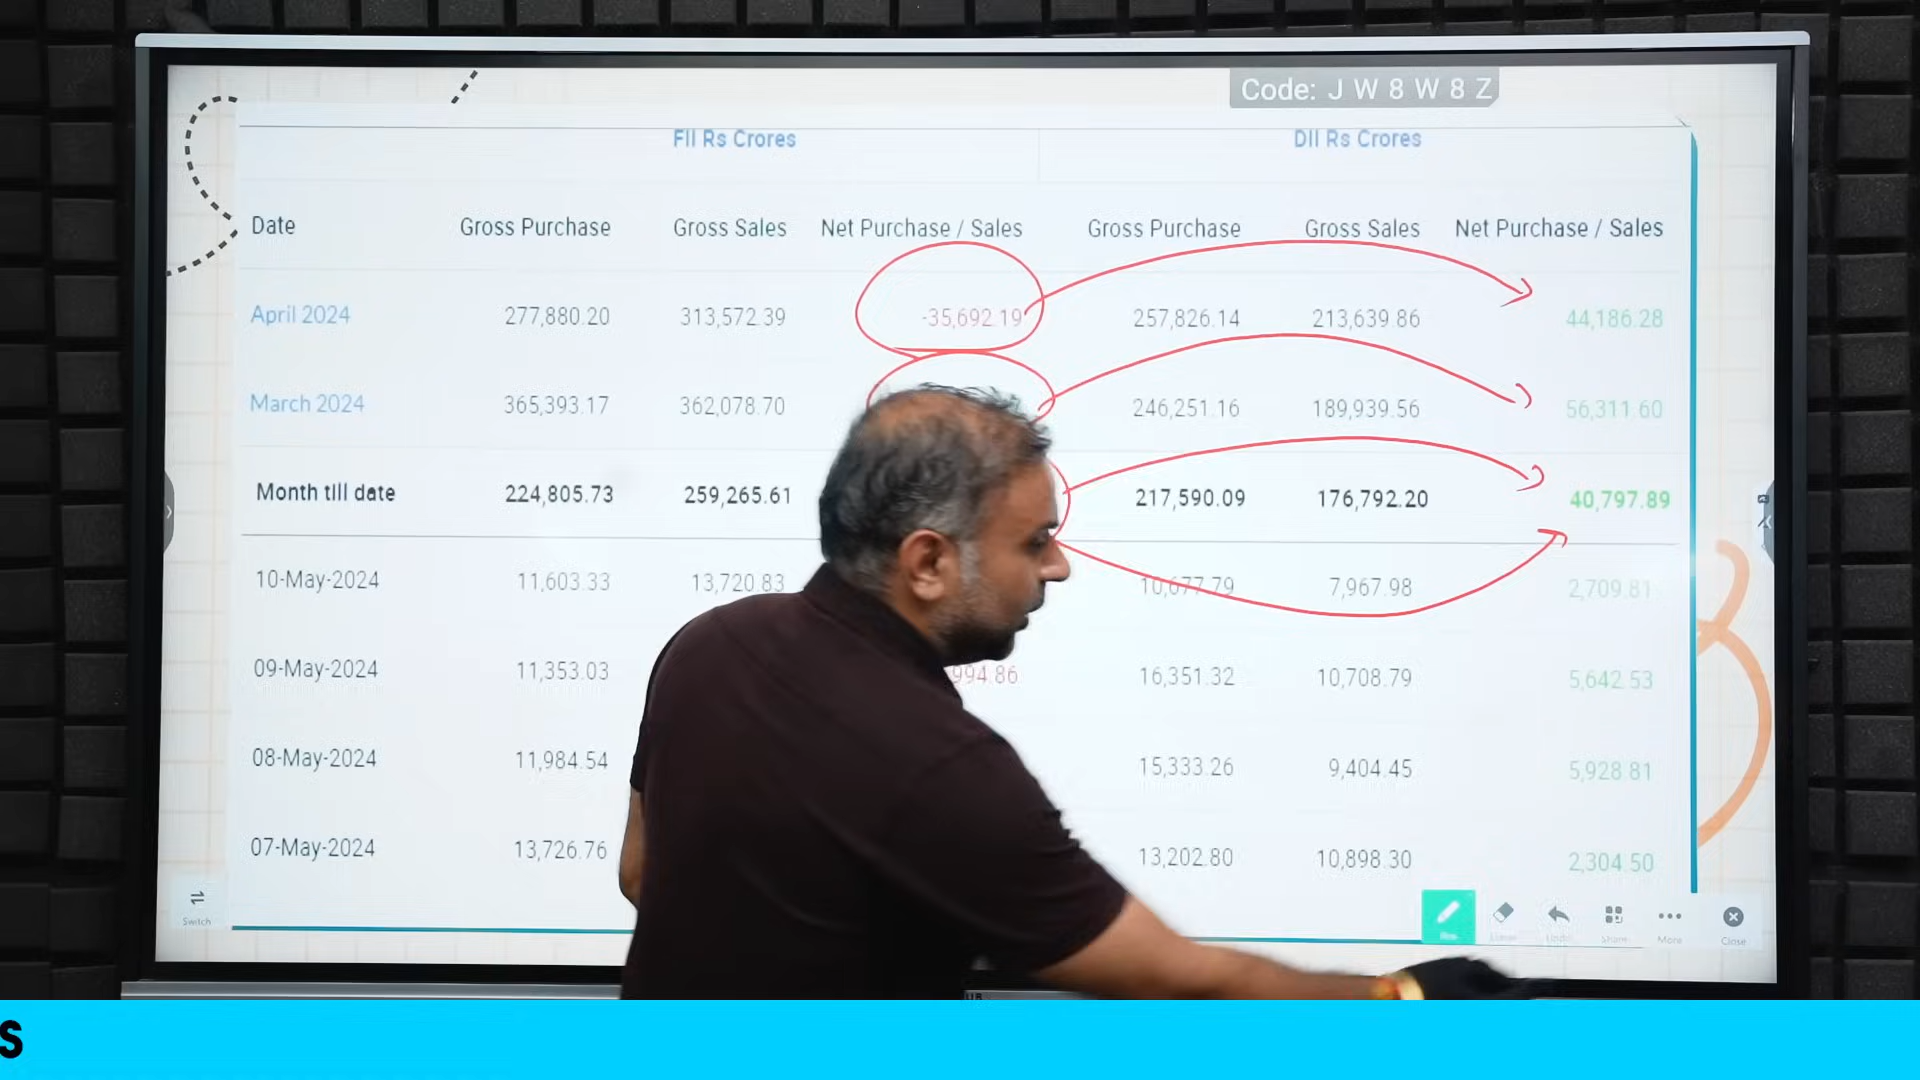 Code: J W 8 W 8 Z
FII Rs Crores DII Rs Crores
Date Gross Purchase Gross Sales Net Purchase / Sales Gross Purchase Gross Sales Net Purchase / Sales
April 2024 277,880.20 313,572.39 -35,692.19 257,826.14 213,639.86 44,186.28
March 2024 365,393.17 362,078.70 246,251.16 189,939.56 56,311.60
Month till date 224,805.73 259,265.61 217,590.09 176,792.20 40,797.89
10-May-2024 11,603.33 13,720.83 10,677.79 7,967.98 2,709.81
09-May-2024 11,353.03 994.86 16,351.32 10,708.79 5,642.53
08-May-2024 11,984.54 15,333.26 9,404.45 5,928.81
07-May-2024 13,726.76 13,202.80 10,898.30 2,304.50
Switch Undo Share More Close
S